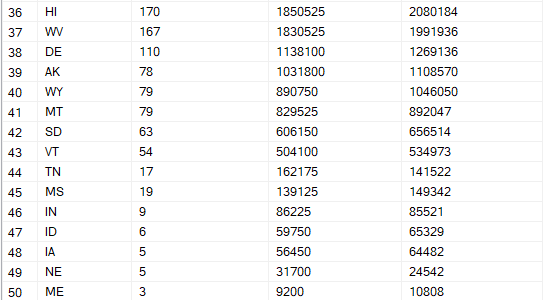 36 HI 170 1850525 2080184
37 WV 167 1830525 1991936
38 DE 110 1138100 1269136
39 AK 78 1031800 1108570
40 WY 79 890750 1046050
41 MT 79 829525 892047
42 SD 63 606150 656514
43 VT 54 504100 534973
44 TN 17 162175 141522
45 MS 19 139125 149342
46 IN 9 86225 85521
47 ID 6 59750 65329
48 IA 5 56450 64482
49 NE 5 31700 24542
50 ME 3 9200 10808